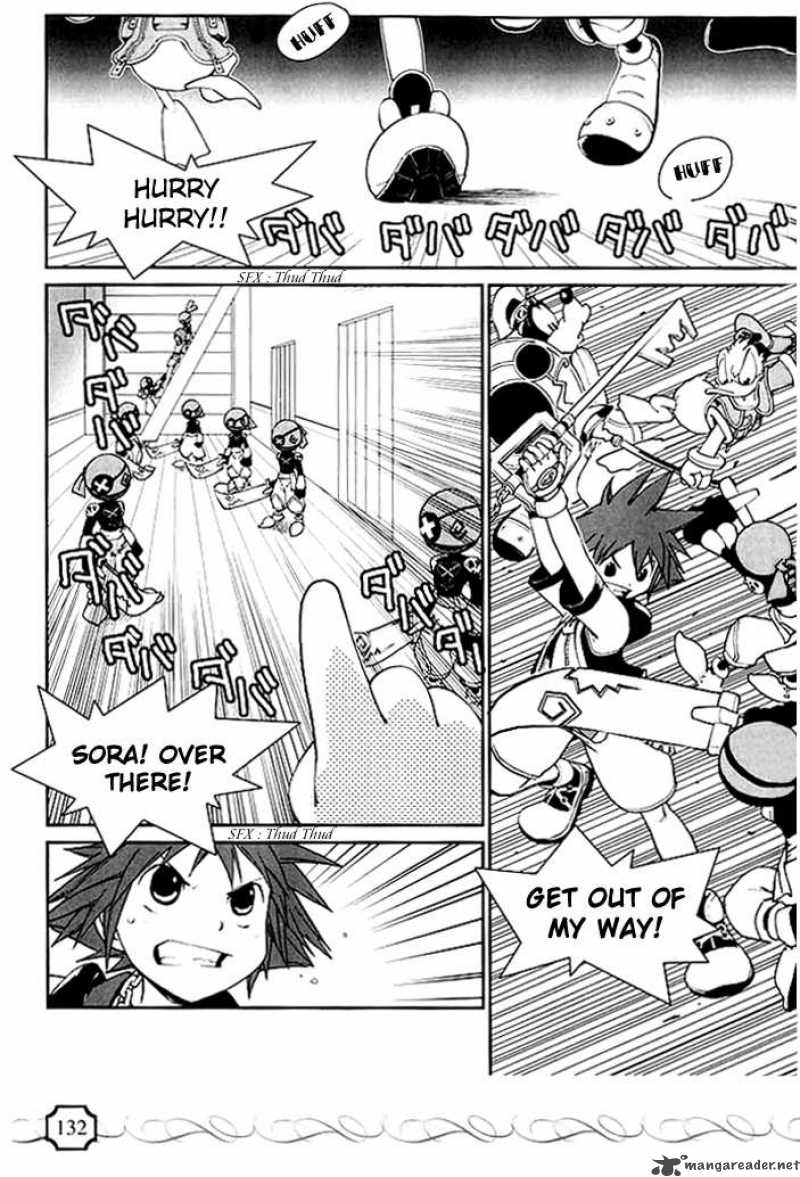 HUFF
HUFF
HURRY
HURRY!!
ダバ ダバ ダバ ダバ ダバ
SFX : Thud Thud
ダバ
ダバ
ダバ
ダバ
ダバ
ダバ
ダバ
SORA! OVER
THERE!
SFX : Thud Thud
GET OUT OF
MY WAY!
132
mangareader.net